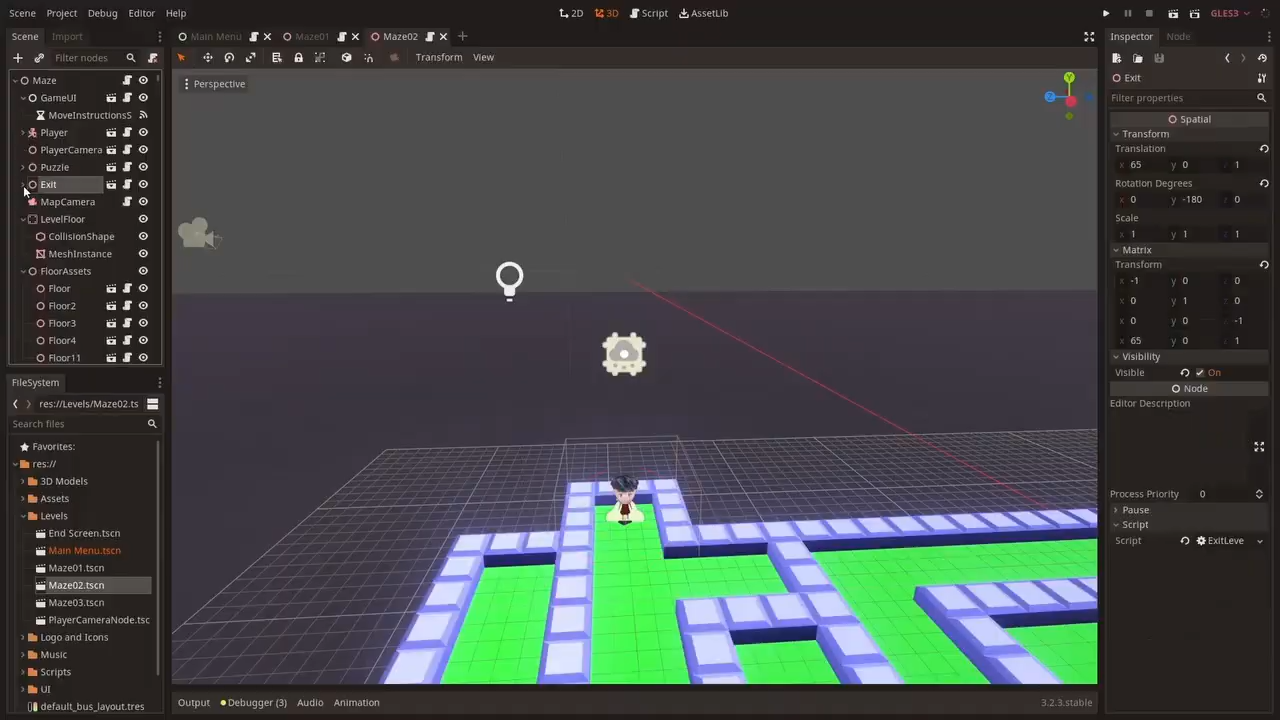 Scene Project Debug Editor Help
2D 3D Script AssetLib
GLES3
Scene Import
Filter nodes
Maze
GameUI
MoveInstructionsS
Player
PlayerCamera
Puzzle
Exit
MapCamera
LevelFloor
CollisionShape
MeshInstance
FloorAssets
Floor
Floor2
Floor3
Floor4
Floor11
FileSystem
res://Levels/Maze02.ts
Search files
Favorites:
res://
3D Models
Assets
Levels
End Screen.tscn
Main Menu.tscn
Maze01.tscn
Maze02.tscn
Maze03.tscn
PlayerCameraNode.tsc
Logo and Icons
Music
Scripts
UI
default_bus_layout.tres
Main Menu Maze01 Maze02
Transform View
Perspective
Y
Z
Output Debugger (3) Audio Animation 3.2.3.stable
Inspector Node
Exit
Filter properties
Spatial
Transform
Translation
x 65 y 0 z 1
Rotation Degrees
x 0 y -180 z 0
Scale
x 1 y 1 z 1
Matrix
Transform
x -1 y 0 z 0
x 0 y 1 z 0
x 0 y 0 z -1
x 65 y 0 z 1
Visibility
Visible On
Node
Editor Description
Process Priority 0
Pause
Script
Script ExitLeve